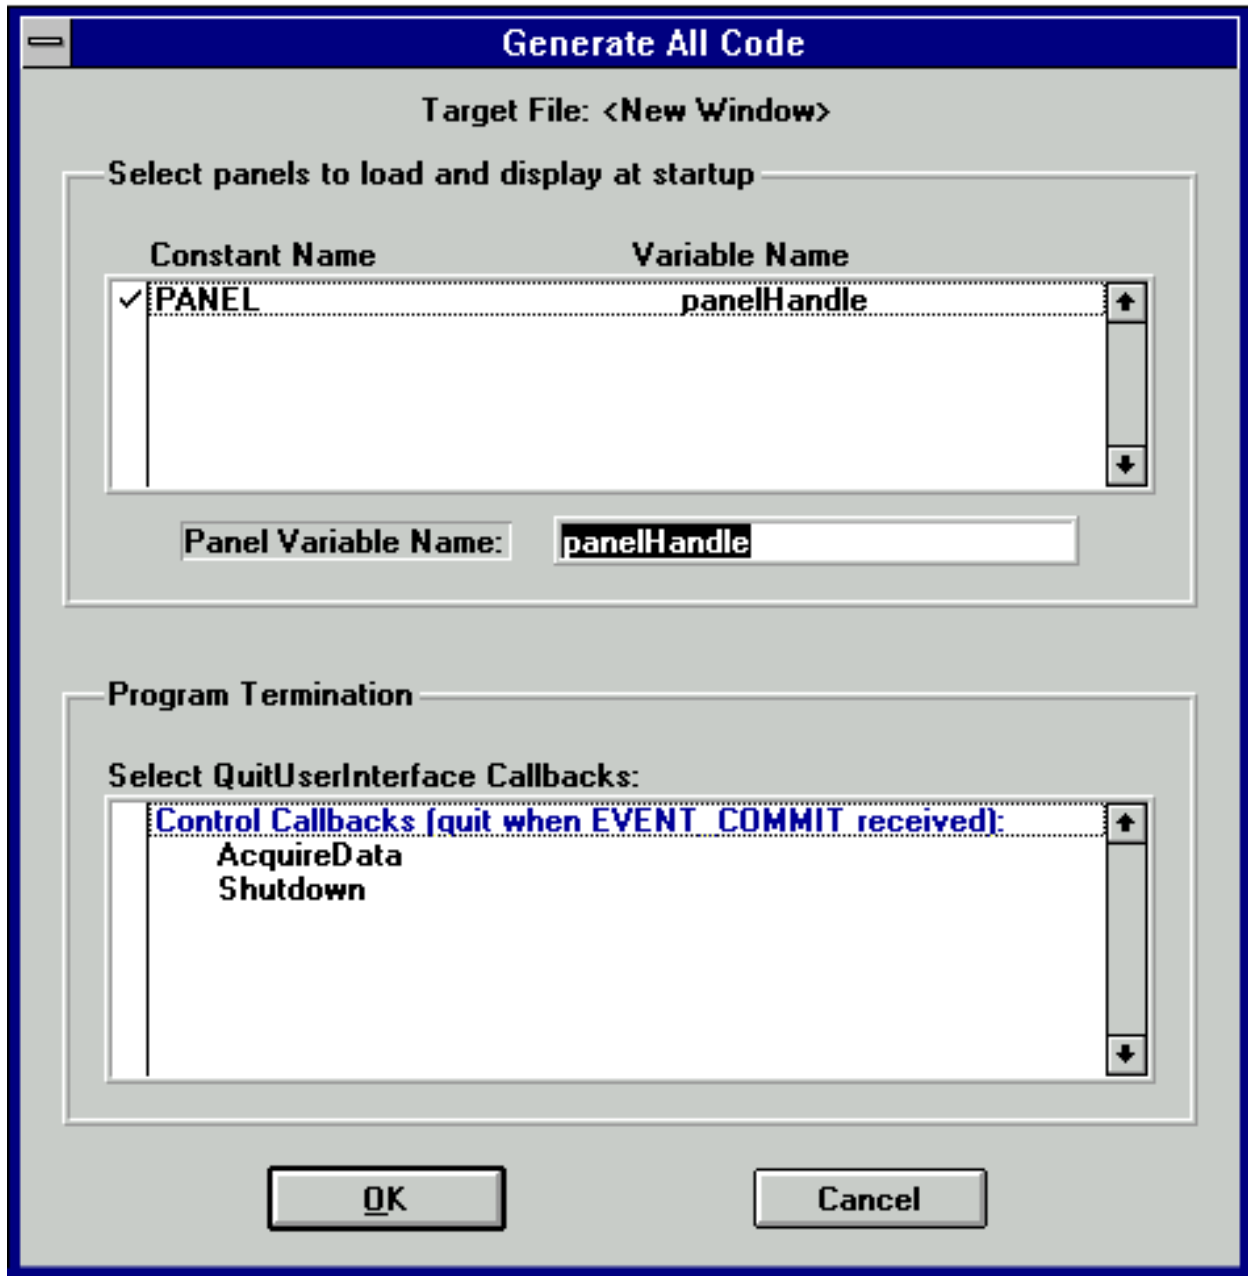 Generate All Code
Target File: <New Window>
Select panels to load and display at startup
Constant Name Variable Name
PANEL panelHandle
Panel Variable Name: panelHandle
Program Termination
Select QuitUserInterface Callbacks:
Control Callbacks (quit when EVENT_COMMIT received):
AcquireData
Shutdown
OK Cancel